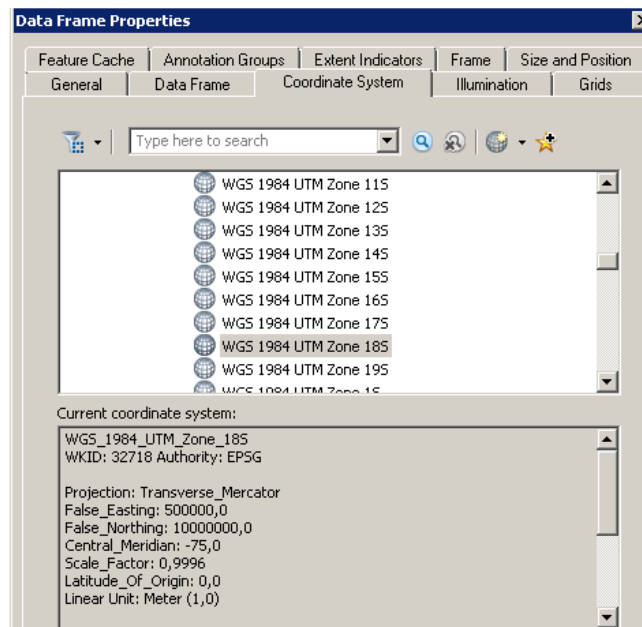 Data Frame Properties
Feature Cache Annotation Groups Extent Indicators Frame Size and Position
General Data Frame Coordinate System Illumination Grids
Type here to search
WGS 1984 UTM Zone 11S
WGS 1984 UTM Zone 12S
WGS 1984 UTM Zone 13S
WGS 1984 UTM Zone 14S
WGS 1984 UTM Zone 15S
WGS 1984 UTM Zone 16S
WGS 1984 UTM Zone 17S
WGS 1984 UTM Zone 18S
WGS 1984 UTM Zone 19S
WGS 1984 UTM Zone 1S
Current coordinate system:
WGS_1984_UTM_Zone_18S
WKID: 32718 Authority: EPSG
Projection: Transverse_Mercator
False_Easting: 500000,0
False_Northing: 10000000,0
Central_Meridian: -75,0
Scale_Factor: 0,9996
Latitude_Of_Origin: 0,0
Linear Unit: Meter (1,0)